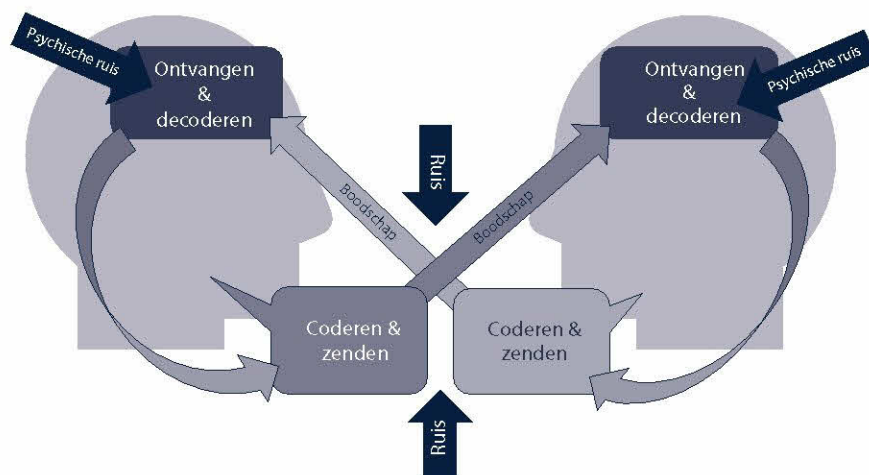 Psychische ruis
Ontvangen
&
decoderen
Ontvangen
&
decoderen
Psychische ruis
Ruis
Boodschap
Boodschap
Coderen &
zenden
Coderen &
zenden
Ruis